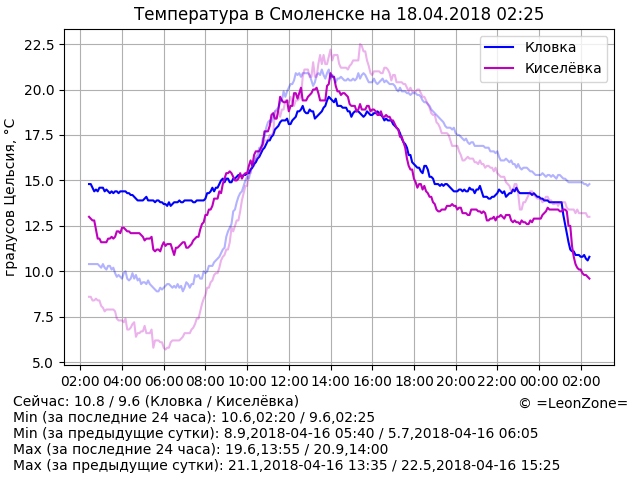 Температура в Смоленске на 18.04.2018 02:25
градусов Цельсия, °C
22.5
20.0
17.5
15.0
12.5
10.0
7.5
5.0
Кловка
Киселёвка
02:00 04:00 06:00 08:00 10:00 12:00 14:00 16:00 18:00 20:00 22:00 00:00 02:00
Сейчас: 10.8 / 9.6 (Кловка / Киселёвка)
© =LeonZone=
Min (за последние 24 часа): 10.6,02:20 / 9.6,02:25
Min (за предыдущие сутки): 8.9,2018-04-16 05:40 / 5.7,2018-04-16 06:05
Max (за последние 24 часа): 19.6,13:55 / 20.9,14:00
Max (за предыдущие сутки): 21.1,2018-04-16 13:35 / 22.5,2018-04-16 15:25